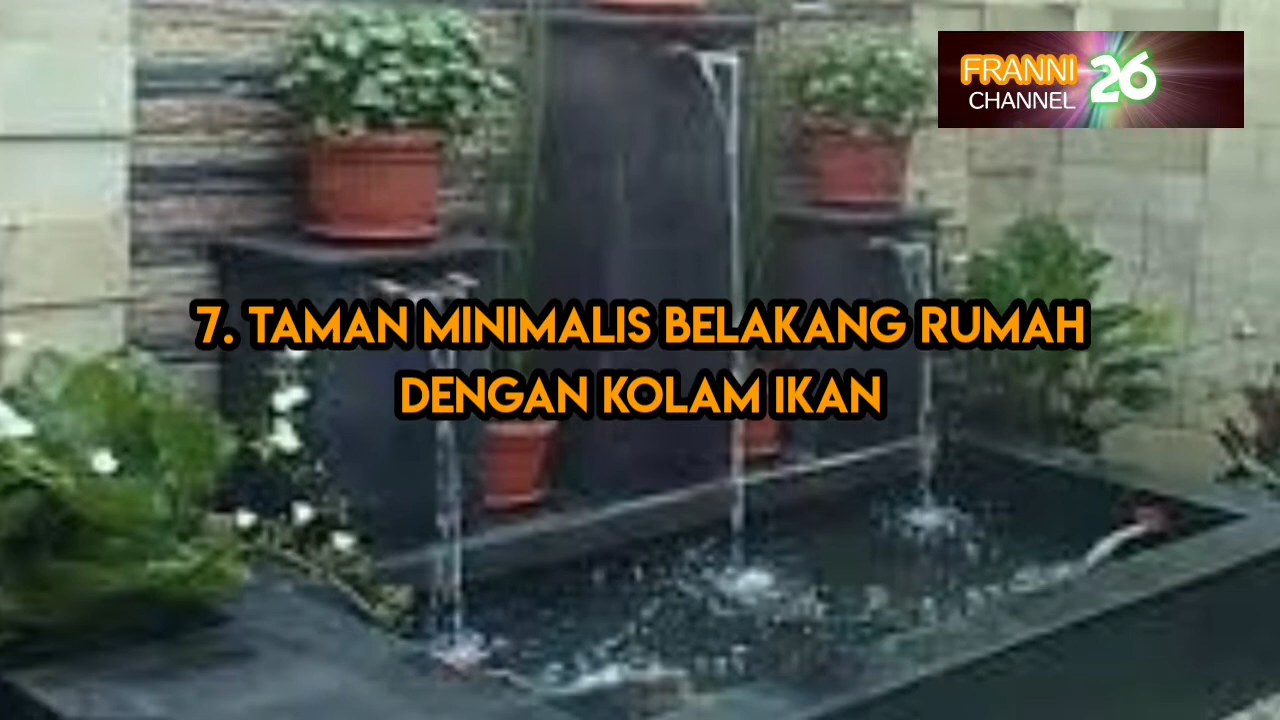 FRANNI 26
CHANNEL
7. TAMAN MINIMALIS BELAKANG RUMAH
DENGAN KOLAM IKAN